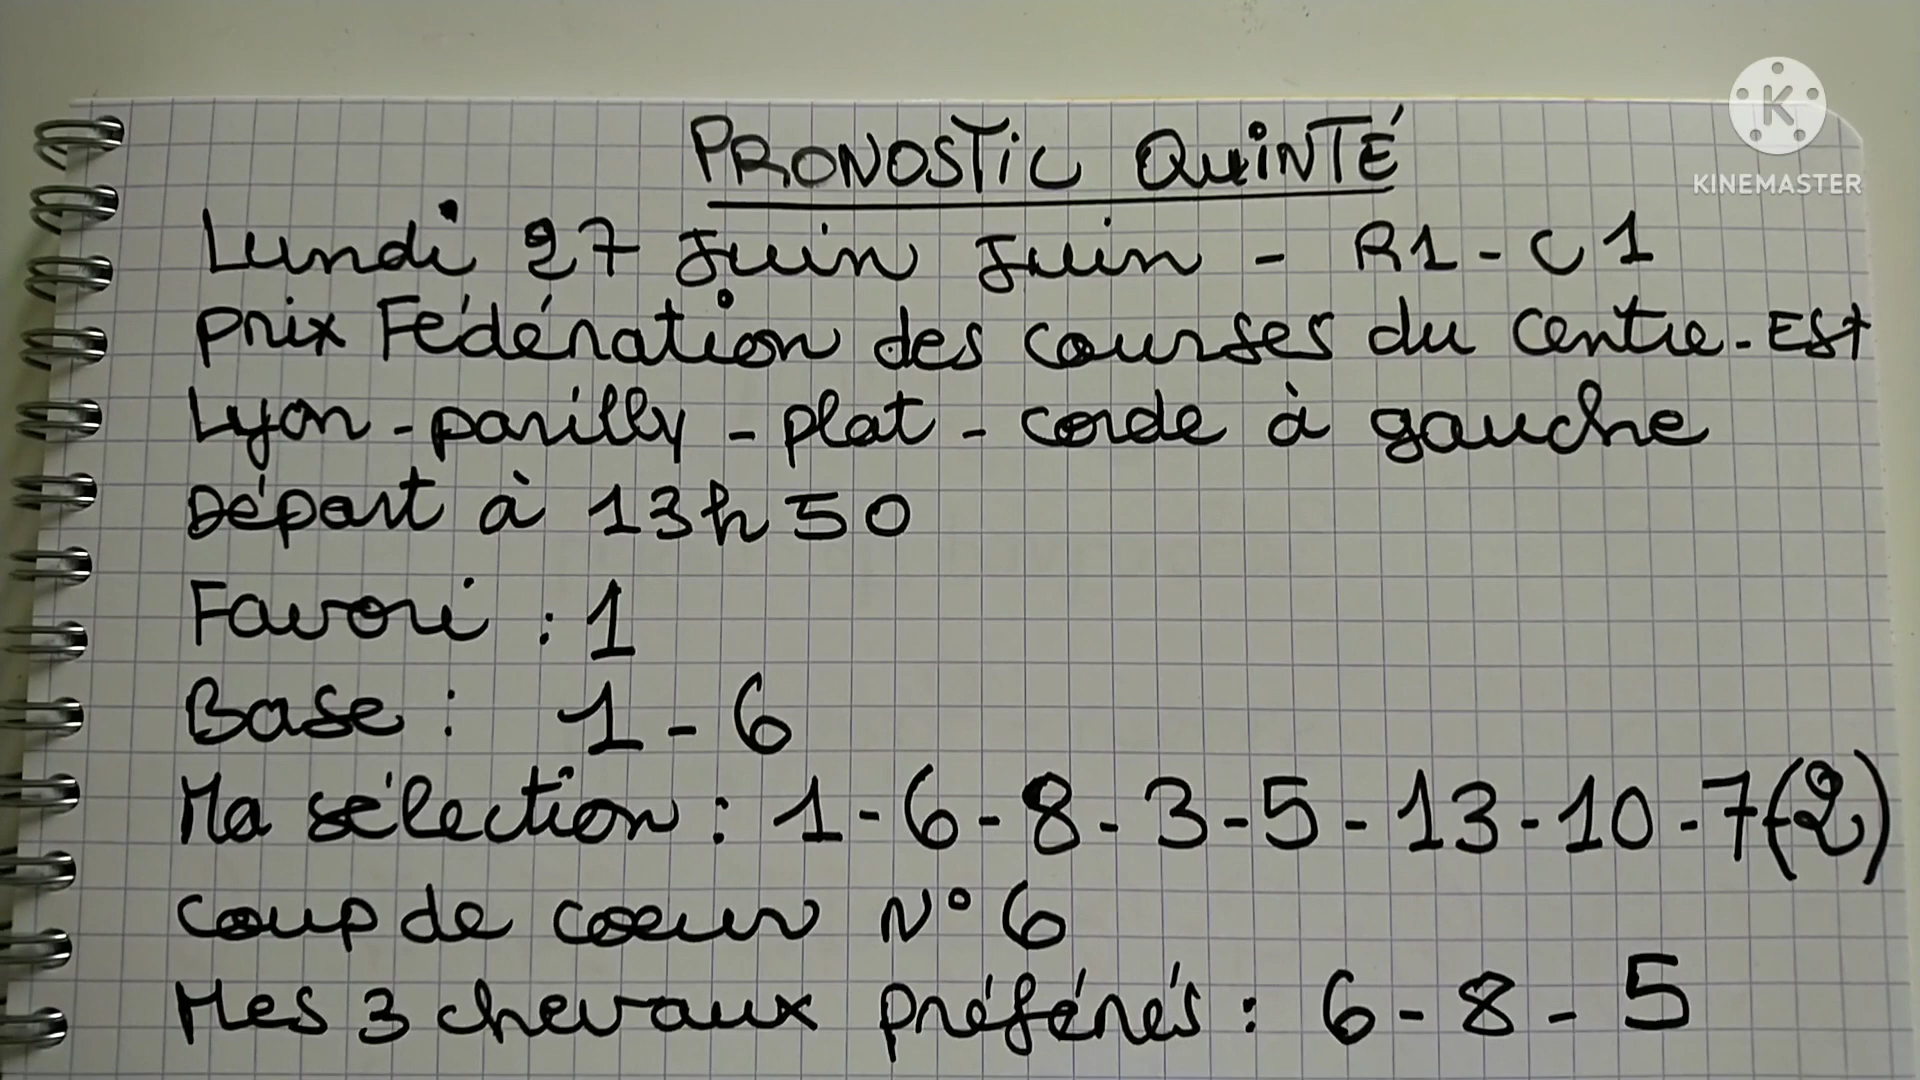 PRONOSTIC QUINTÉ
KINEMASTER
Lundi 27 Juin Juin - R1 - C1
prix Fédération des courses du Centre-Est
Lyon-parilly - plat - corde à gauche
Départ à 13h50
Favori : 1
Base : 1 - 6
Ma sélection : 1 - 6 - 8 - 3 - 5 - 13 - 10 - 7 (2)
Coup de coeur N° 6
Mes 3 chevaux préférés : 6 - 8 - 5